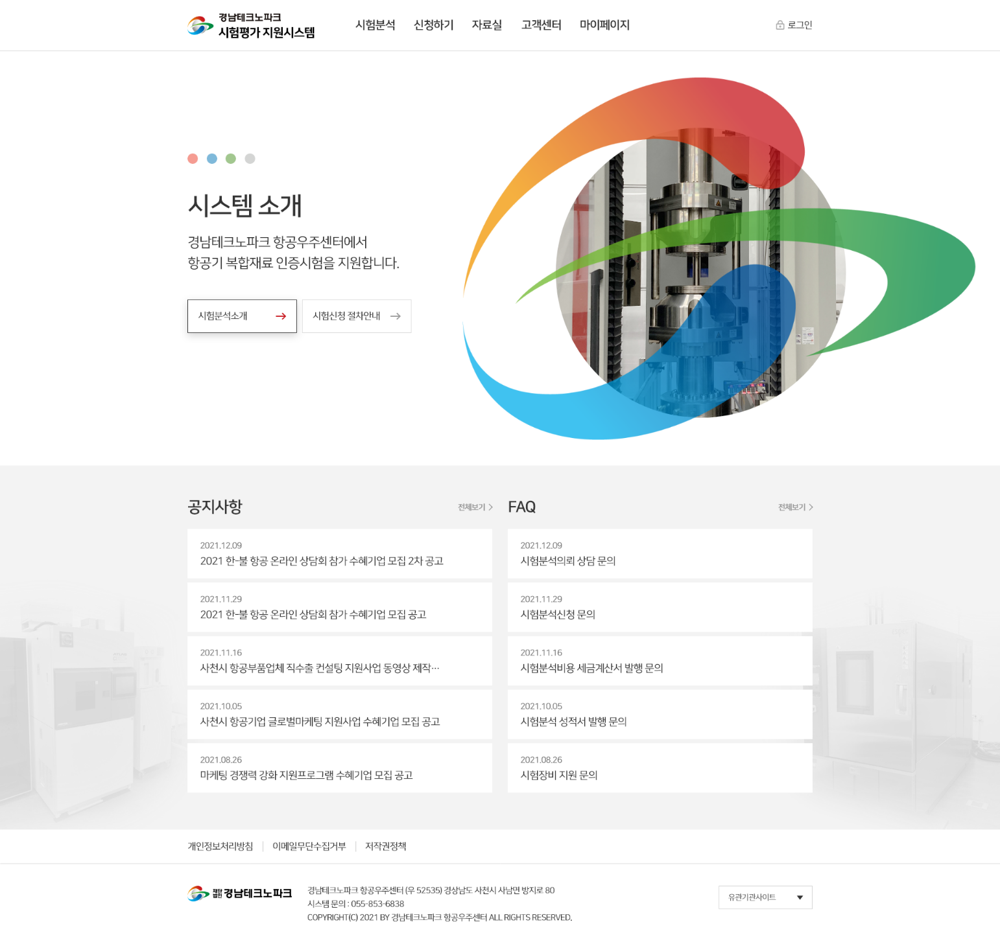 경남테크노파크
시험평가 지원시스템
시험분석 신청하기 자료실 고객센터 마이페이지
로그인
시스템 소개
경남테크노파크 항공우주센터에서
항공기 복합재료 인증시험을 지원합니다.
시험분석소개
시험신청 절차안내
공지사항
전체보기
2021.12.09
2021 한-불 항공 온라인 상담회 참가 수혜기업 모집 2차 공고
2021.11.29
2021 한-불 항공 온라인 상담회 참가 수혜기업 모집 공고
2021.11.16
사천시 항공부품업체 직수출 컨설팅 지원사업 동영상 제작…
2021.10.05
사천시 항공기업 글로벌마케팅 지원사업 수혜기업 모집 공고
2021.08.26
마케팅 경쟁력 강화 지원프로그램 수혜기업 모집 공고
FAQ
전체보기
2021.12.09
시험분석의뢰 상담 문의
2021.11.29
시험분석신청 문의
2021.11.16
시험분석비용 세금계산서 발행 문의
2021.10.05
시험분석 성적서 발행 문의
2021.08.26
시험장비 지원 문의
개인정보처리방침 이메일무단수집거부 저작권정책
재단법인 경남테크노파크
경남테크노파크 항공우주센터 (우 52535) 경상남도 사천시 사남면 방지로 80
시스템 문의 : 055-853-6838
COPYRIGHT(C) 2021 BY 경남테크노파크 항공우주센터 ALL RIGHTS RESERVED.
유관기관사이트